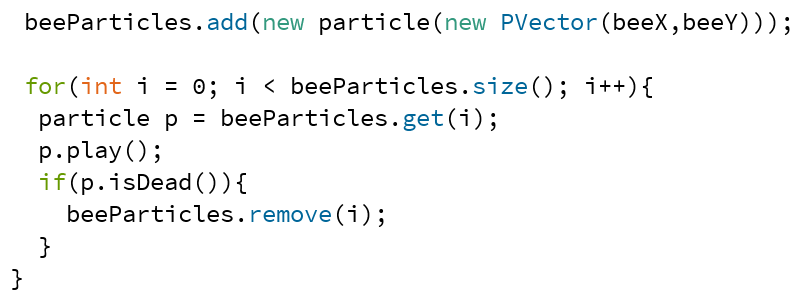 beeParticles.add(new particle(new PVector(beeX,beeY)));
for(int i = 0; i < beeParticles.size(); i++){
particle p = beeParticles.get(i);
p.play();
if(p.isDead()){
beeParticles.remove(i);
}
}